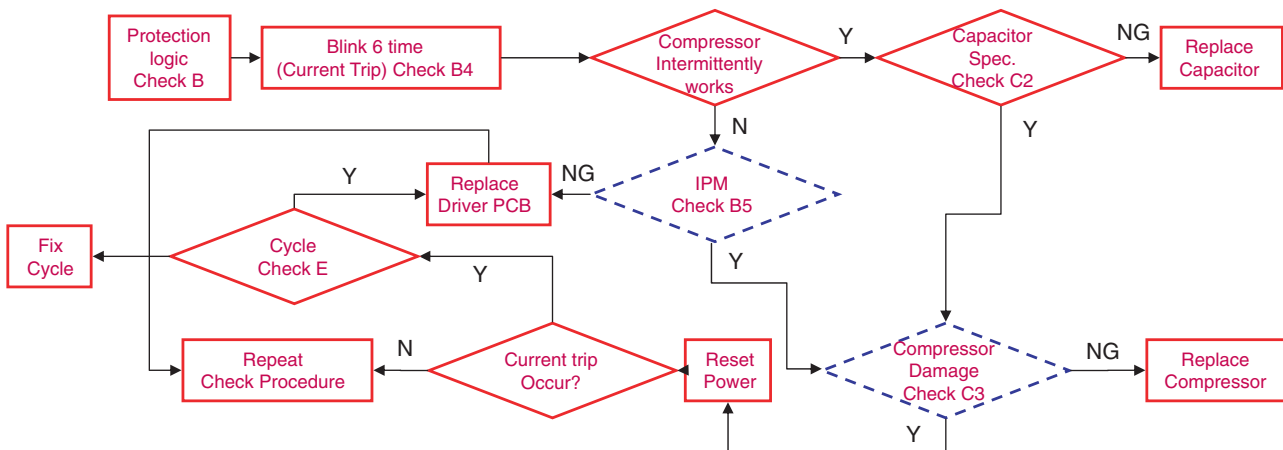 Protection
logic
Check B
Blink 6 time
(Current Trip) Check B4
Compressor
Intermittently
works
Y
Capacitor
Spec.
Check C2
NG
Replace
Capacitor
N
Y
IPM
Check B5
NG
Replace
Driver PCB
Y
Fix
Cycle
Cycle
Check E
Y
Y
Repeat
Check Procedure
N
Current trip
Occur?
Reset
Power
Compressor
Damage
Check C3
NG
Replace
Compressor
Y